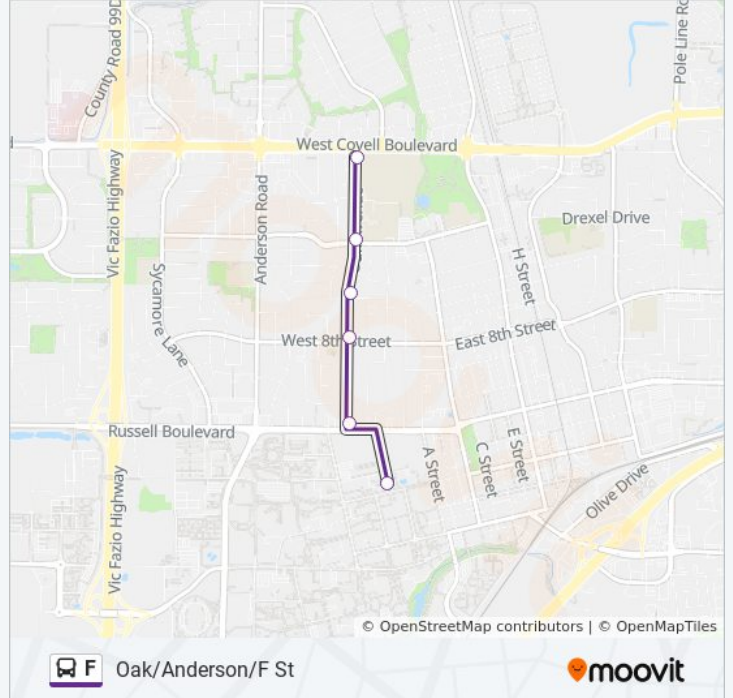 County Road 99D
Pole Line Ro
d
West Covell Boulevard
Vic Fazio Highway
Anderson Road
Drexel Drive
H Street
Sycamore Lane
West 8th Street
East 8th Street
Russell Boulevard
A Street
C Street
E Street
Vic Fazio Highway
Olive Drive
© OpenStreetMap contributors | © OpenMapTiles
F Oak/Anderson/F St
moovit